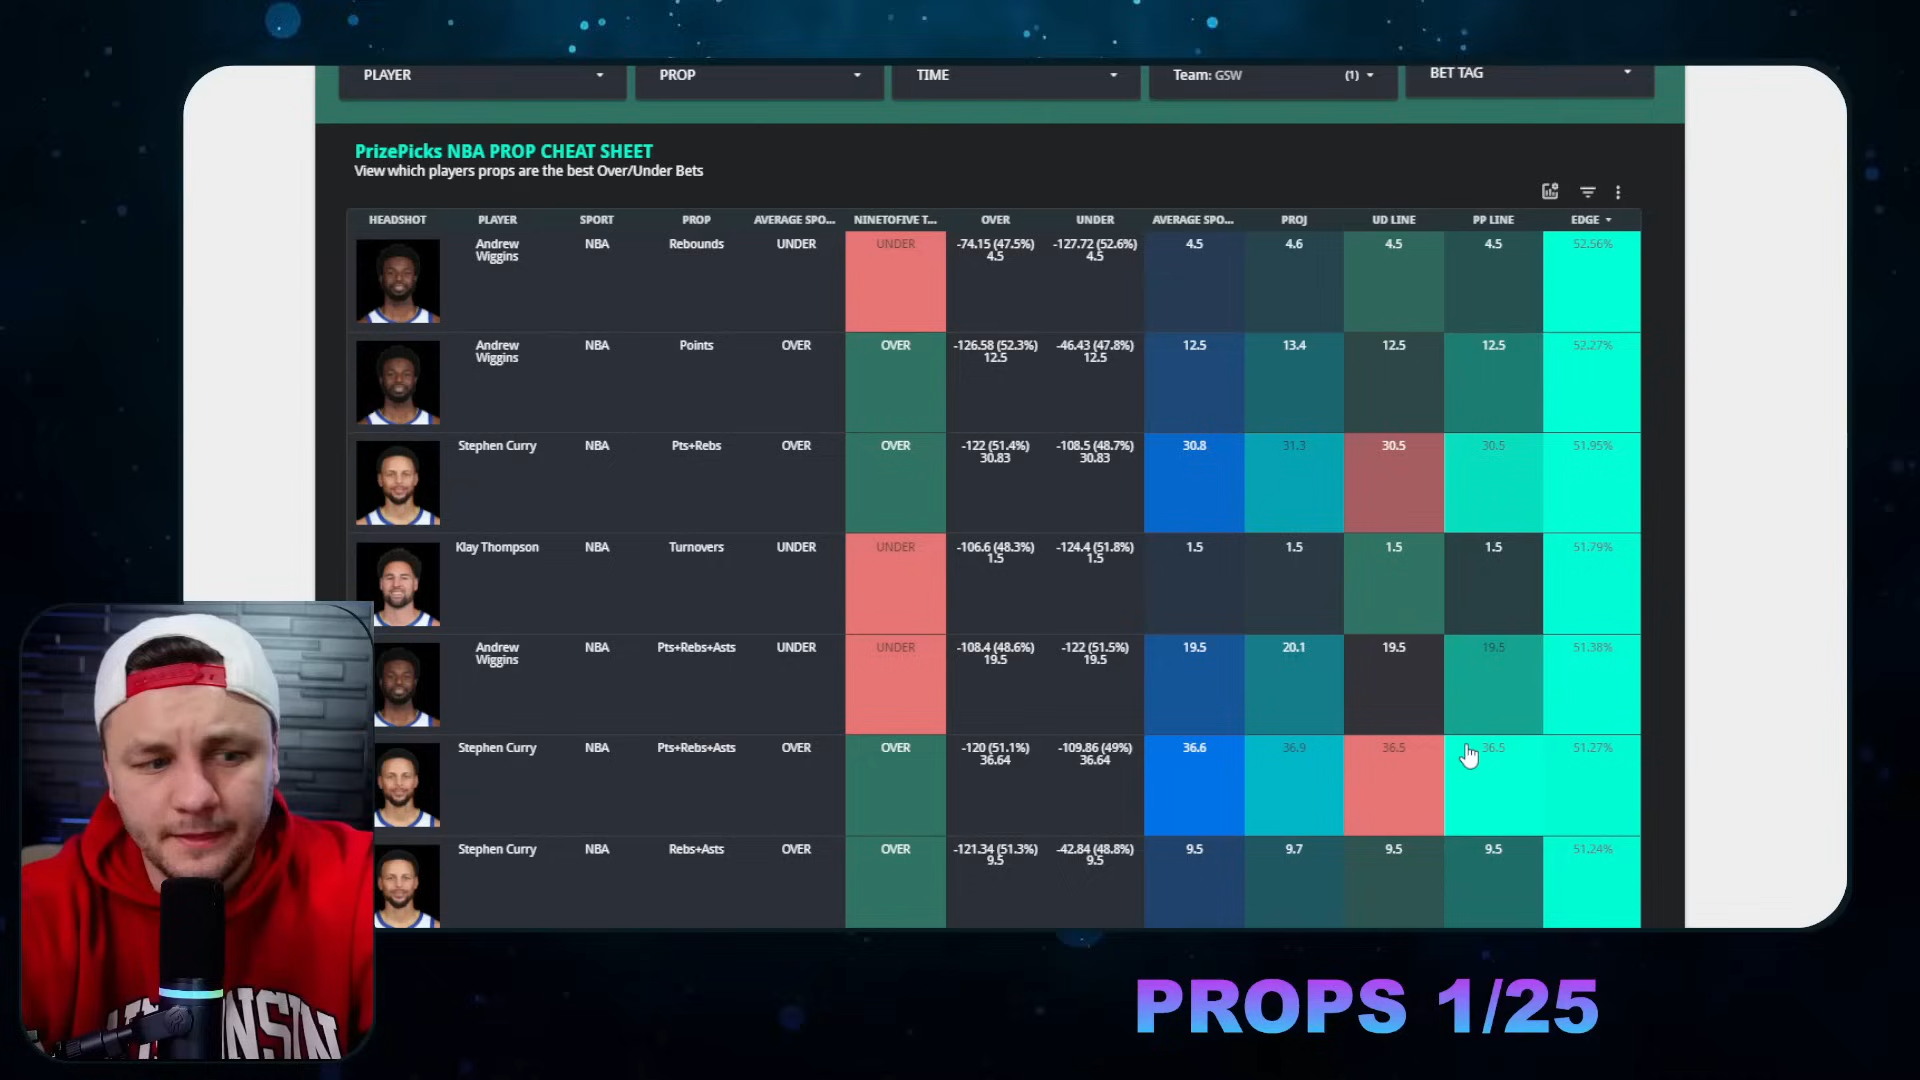 PLAYER PROP TIME Team: GSW (1) BET TAG
PrizePicks NBA PROP CHEAT SHEET
View which players props are the best Over/Under Bets
HEADSHOT PLAYER SPORT PROP AVERAGE SPO... NINETOFIVE T... OVER UNDER AVERAGE SPO... PROJ UD LINE PP LINE EDGE
Andrew NBA Rebounds UNDER UNDER -74.15 (47.5%) -127.72 (52.6%) 4.5 4.6 4.5 4.5 52.56%
Wiggins 4.5 4.5
Andrew NBA Points OVER OVER -126.58 (52.3%) -46.43 (47.8%) 12.5 13.4 12.5 12.5 52.27%
Wiggins 12.5 12.5
Stephen Curry NBA Pts+Rebs OVER OVER -122 (51.4%) -108.5 (48.7%) 30.8 31.3 30.5 30.5 51.95%
30.83 30.83
Klay Thompson NBA Turnovers UNDER UNDER -106.6 (48.3%) -124.4 (51.8%) 1.5 1.5 1.5 1.5 51.79%
1.5 1.5
Andrew NBA Pts+Rebs+Asts UNDER UNDER -108.4 (48.6%) -122 (51.5%) 19.5 20.1 19.5 19.5 51.38%
Wiggins 19.5 19.5
Stephen Curry NBA Pts+Rebs+Asts OVER OVER -120 (51.1%) -109.86 (49%) 36.6 36.9 36.5 36.5 51.27%
36.64 36.64
Stephen Curry NBA Rebs+Asts OVER OVER -121.34 (51.3%) -42.84 (48.8%) 9.5 9.7 9.5 9.5 51.24%
9.5 9.5
PROPS 1/25